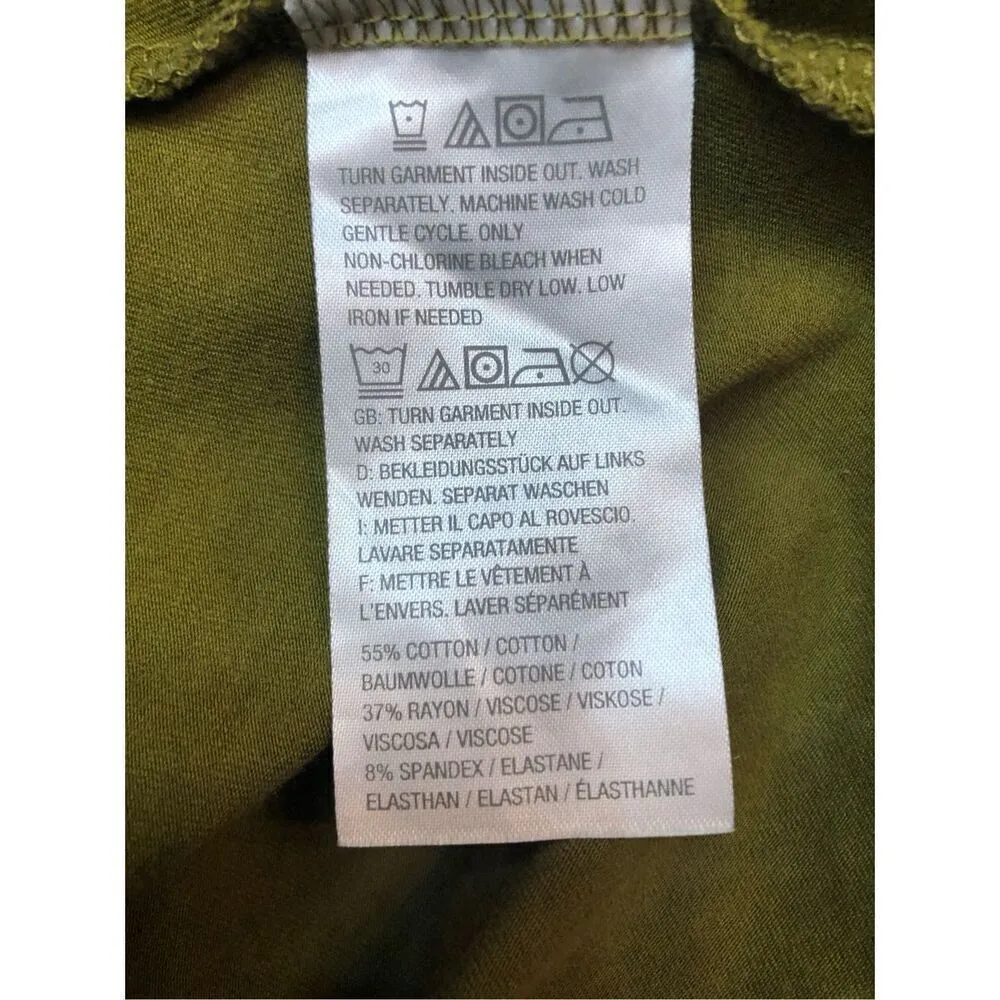 TURN GARMENT INSIDE OUT. WASH
SEPARATELY. MACHINE WASH COLD
GENTLE CYCLE. ONLY
NON-CHLORINE BLEACH WHEN
NEEDED. TUMBLE DRY LOW. LOW
IRON IF NEEDED
30
GB: TURN GARMENT INSIDE OUT.
WASH SEPARATELY
D: BEKLEIDUNGSSTÜCK AUF LINKS
WENDEN. SEPARAT WASCHEN
I: METTER IL CAPO AL ROVESCIO.
LAVARE SEPARATAMENTE
F: METTRE LE VÊTEMENT À
L'ENVERS. LAVER SÉPARÉMENT
55% COTTON / COTTON /
BAUMWOLLE / COTONE / COTON
37% RAYON / VISCOSE / VISKOSE /
VISCOSA / VISCOSE
8% SPANDEX / ELASTANE /
ELASTHAN / ELASTAN / ÉLASTHANNE